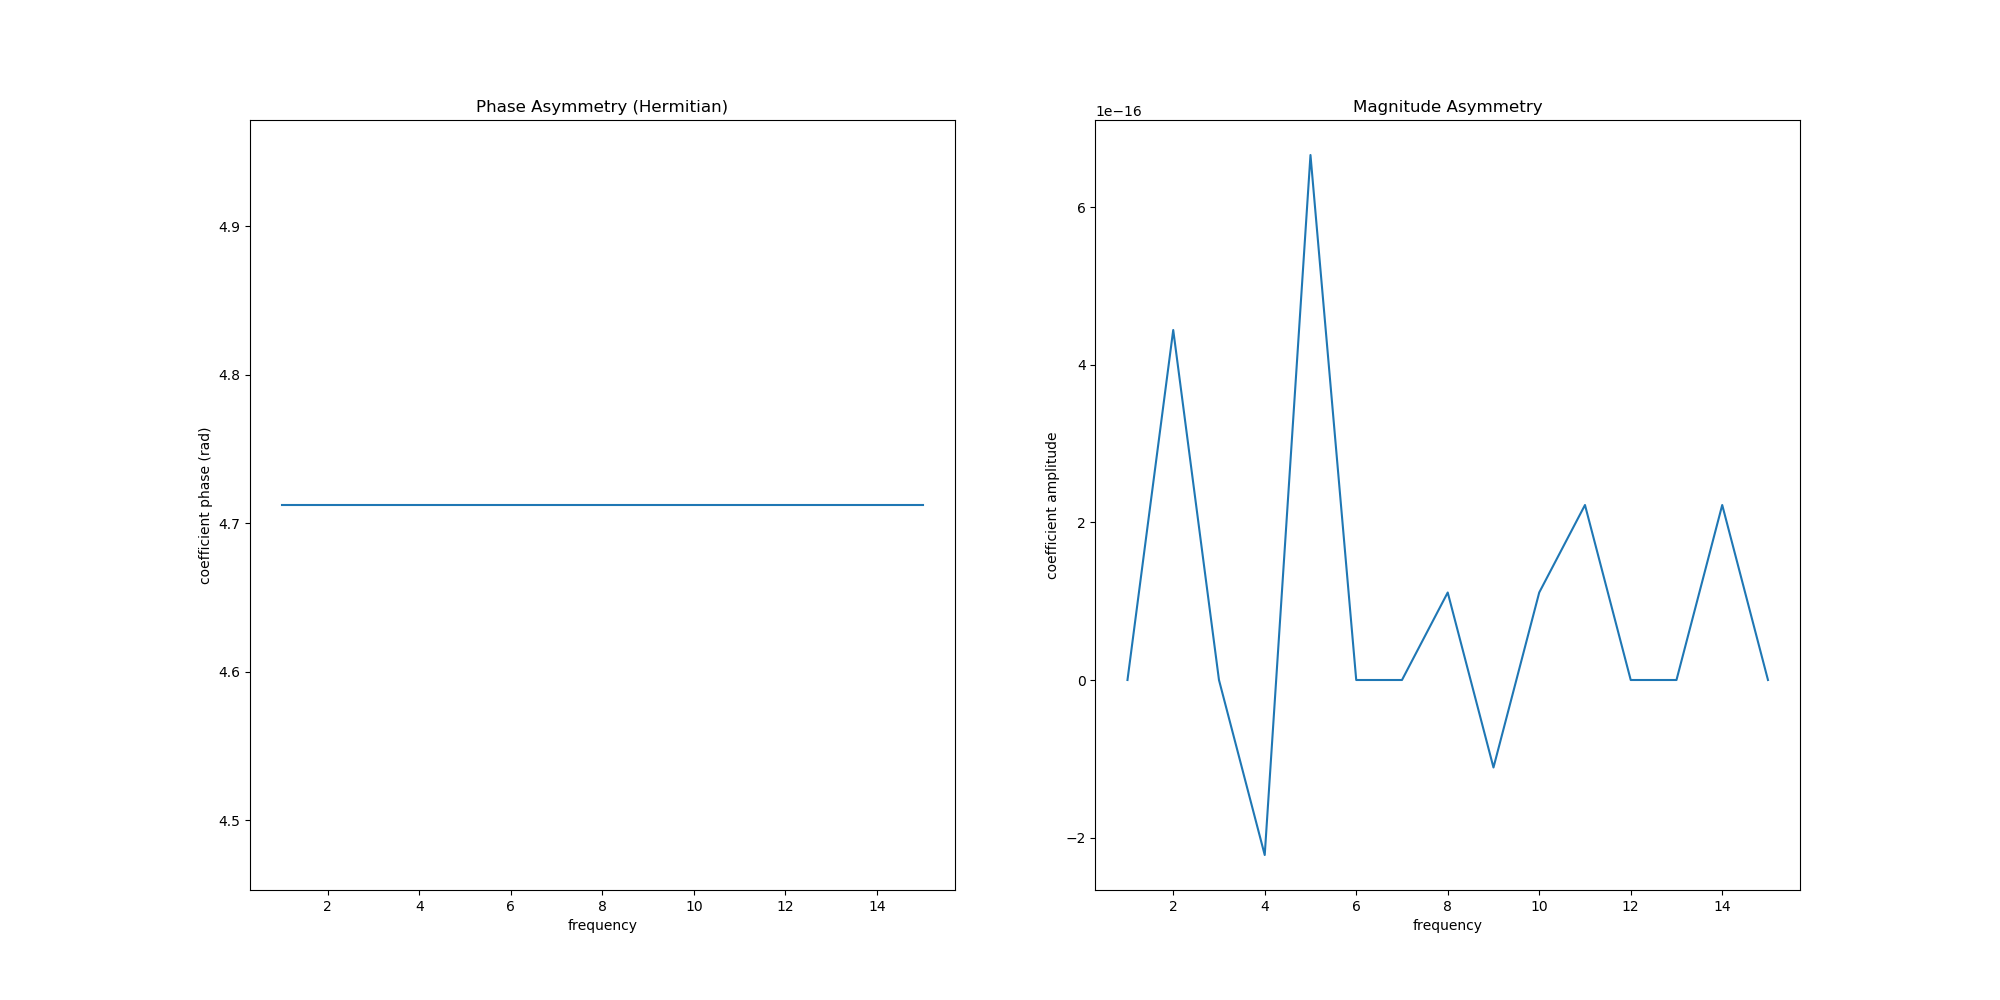 Phase Asymmetry (Hermitian)
4.9
4.8
4.7
4.6
4.5
coefficient phase (rad)
2 4 6 8 10 12 14
frequency
Magnitude Asymmetry
1e−16
6
4
2
0
−2
coefficient amplitude
2 4 6 8 10 12 14
frequency